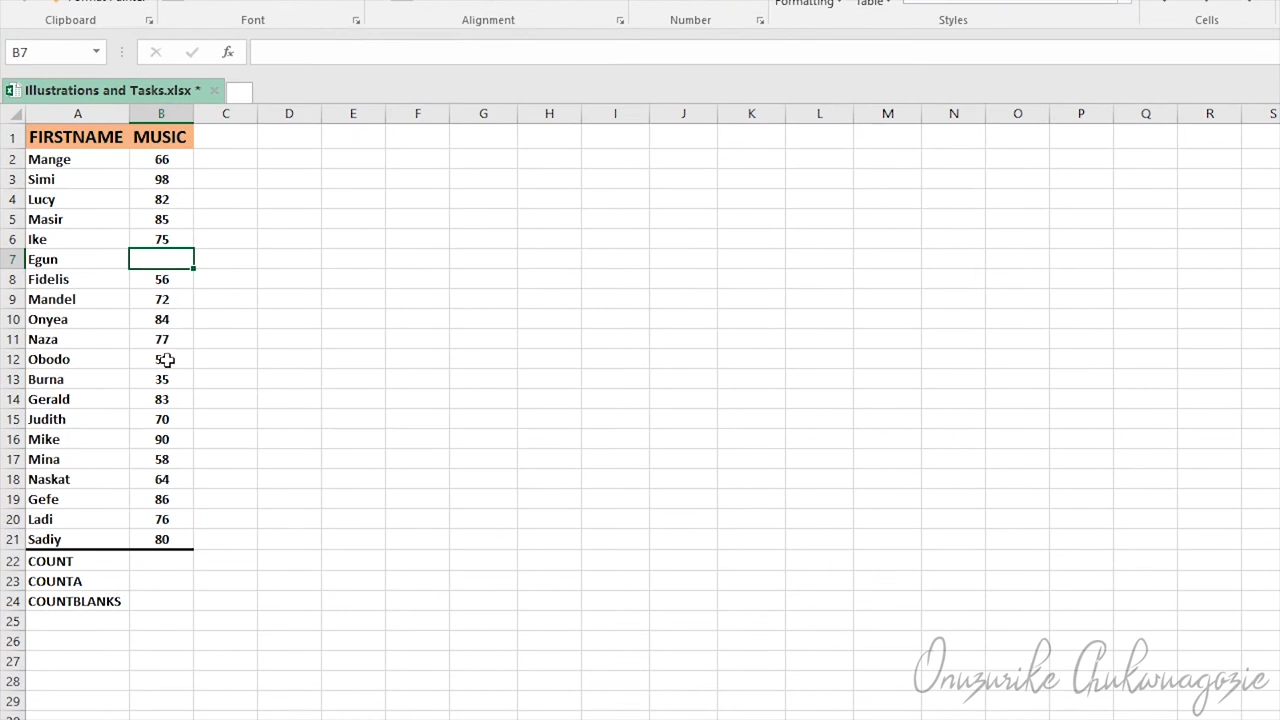 Clipboard Font Alignment Number Formatting Table Styles Cells
B7 fx
Illustrations and Tasks.xlsx *
A B C D E F G H I J K L M N O P Q R S
1 FIRSTNAME MUSIC
2 Mange 66
3 Simi 98
4 Lucy 82
5 Masir 85
6 Ike 75
7 Egun
8 Fidelis 56
9 Mandel 72
10 Onyea 84
11 Naza 77
12 Obodo
13 Burna 35
14 Gerald 83
15 Judith 70
16 Mike 90
17 Mina 58
18 Naskat 64
19 Gefe 86
20 Ladi 76
21 Sadiy 80
22 COUNT
23 COUNTA
24 COUNTBLANKS
25
26
27
28
29
Onuzurike Chukwuagozie